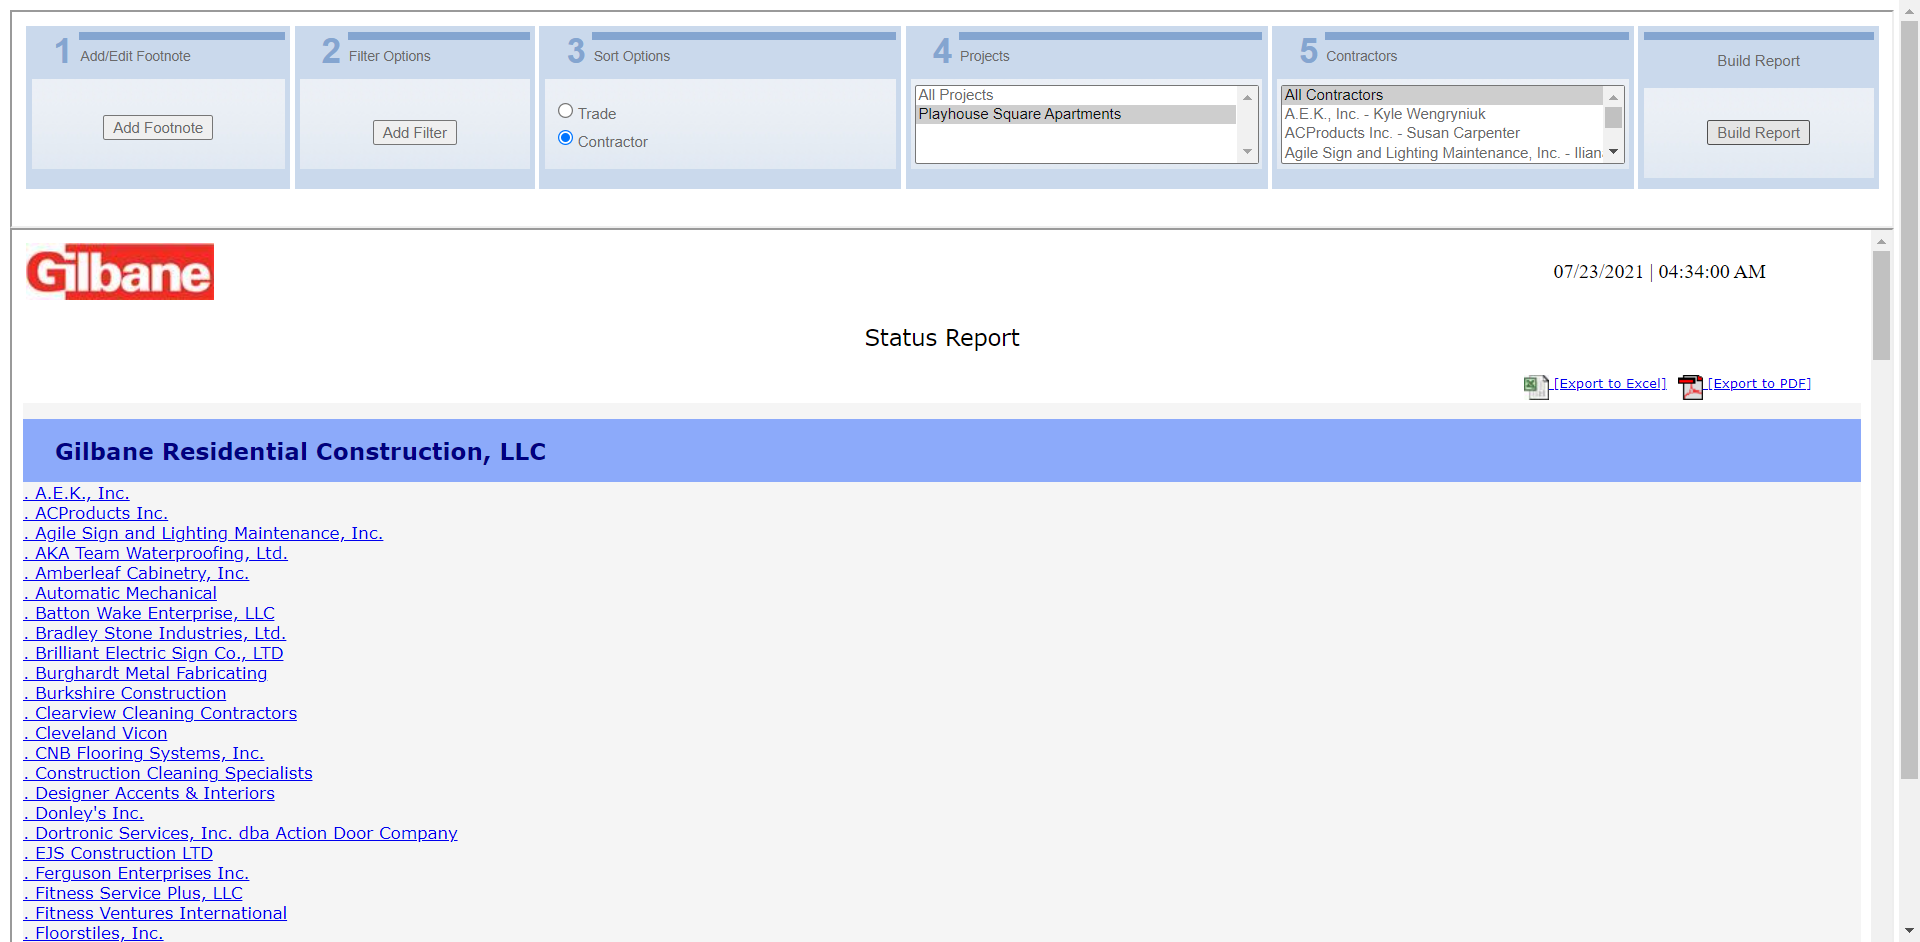 1 Add/Edit Footnote
Add Footnote
2 Filter Options
Add Filter
3 Sort Options
Trade
Contractor
4 Projects
All Projects
Playhouse Square Apartments
5 Contractors
All Contractors
A.E.K., Inc. - Kyle Wengryniuk
ACProducts Inc. - Susan Carpenter
Agile Sign and Lighting Maintenance, Inc. - Ilian
Build Report
Build Report
Gilbane
07/23/2021 | 04:34:00 AM
Status Report
[Export to Excel] [Export to PDF]
Gilbane Residential Construction, LLC
. A.E.K., Inc.
. ACProducts Inc.
. Agile Sign and Lighting Maintenance, Inc.
. AKA Team Waterproofing, Ltd.
. Amberleaf Cabinetry, Inc.
. Automatic Mechanical
. Batton Wake Enterprise, LLC
. Bradley Stone Industries, Ltd.
. Brilliant Electric Sign Co., LTD
. Burghardt Metal Fabricating
. Burkshire Construction
. Clearview Cleaning Contractors
. Cleveland Vicon
. CNB Flooring Systems, Inc.
. Construction Cleaning Specialists
. Designer Accents & Interiors
. Donley's Inc.
. Dortronic Services, Inc. dba Action Door Company
. EJS Construction LTD
. Ferguson Enterprises Inc.
. Fitness Service Plus, LLC
. Fitness Ventures International
. Floorstiles, Inc.